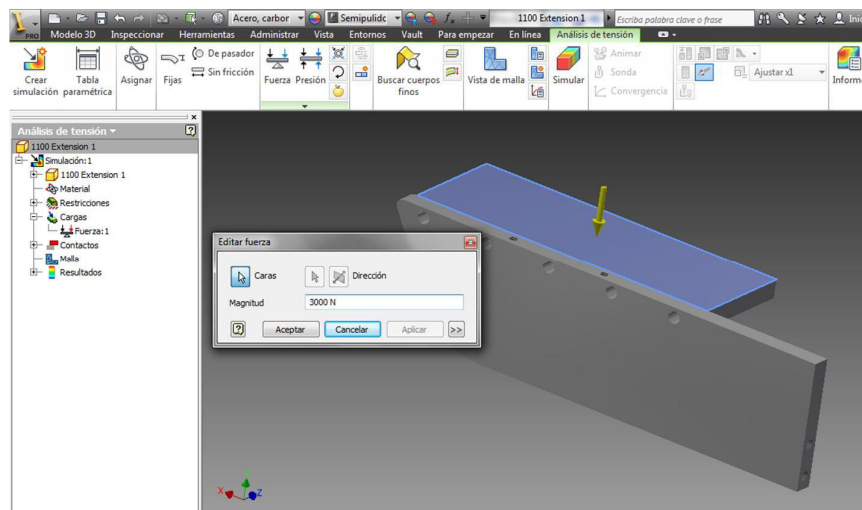 PRO
Acero, carbor
Semipulidc
1100 Extension 1
Escriba palabra clave o frase
Modelo 3D Inspeccionar Herramientas Administrar Vista Entornos Vault Para empezar En línea Análisis de tensión
Crear simulación
Tabla paramétrica
Asignar
Fijas
De pasador
Sin fricción
Fuerza
Presión
Buscar cuerpos finos
Vista de malla
Simular
Animar
Sonda
Convergencia
Ajustar x1
Inform
Análisis de tensión
1100 Extension 1
Simulación:1
1100 Extension 1
Material
Restricciones
Cargas
Fuerza:1
Contactos
Malla
Resultados
Editar fuerza
Caras
Dirección
Magnitud 3000 N
Aceptar Cancelar Aplicar >>
X
Z